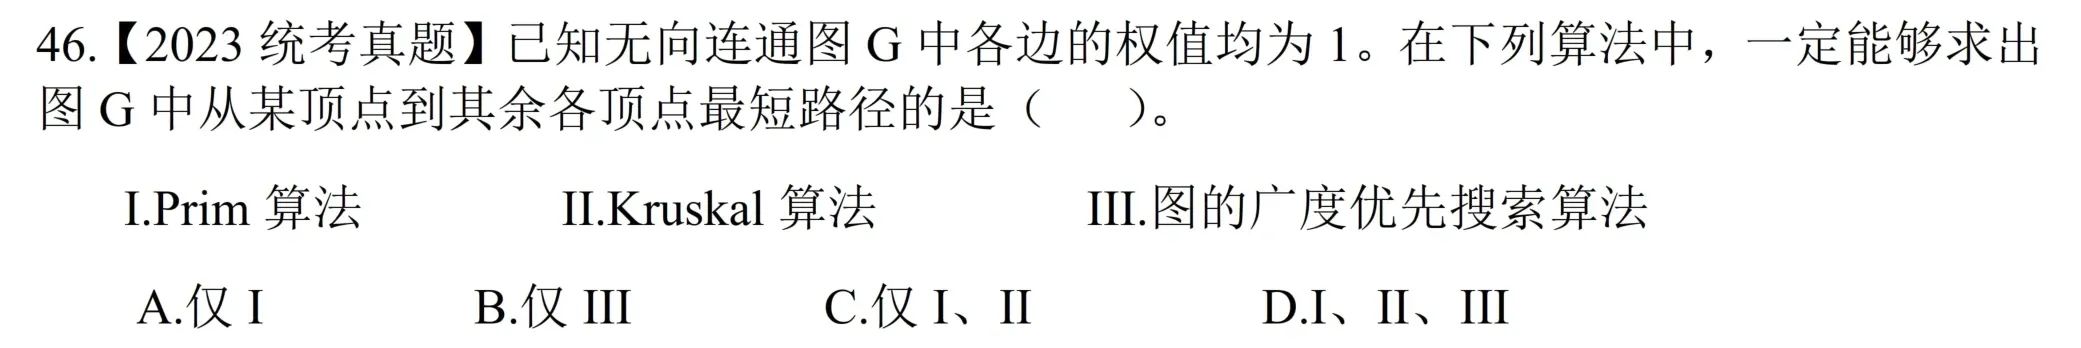 46.【2023 统考真题】已知无向连通图 G 中各边的权值均为 1。在下列算法中，一定能够求出
图 G 中从某顶点到其余各顶点最短路径的是（　　）。
I.Prim 算法　　II.Kruskal 算法　　III.图的广度优先搜索算法
A.仅 I　　B.仅 III　　C.仅 I、II　　D.I、II、III